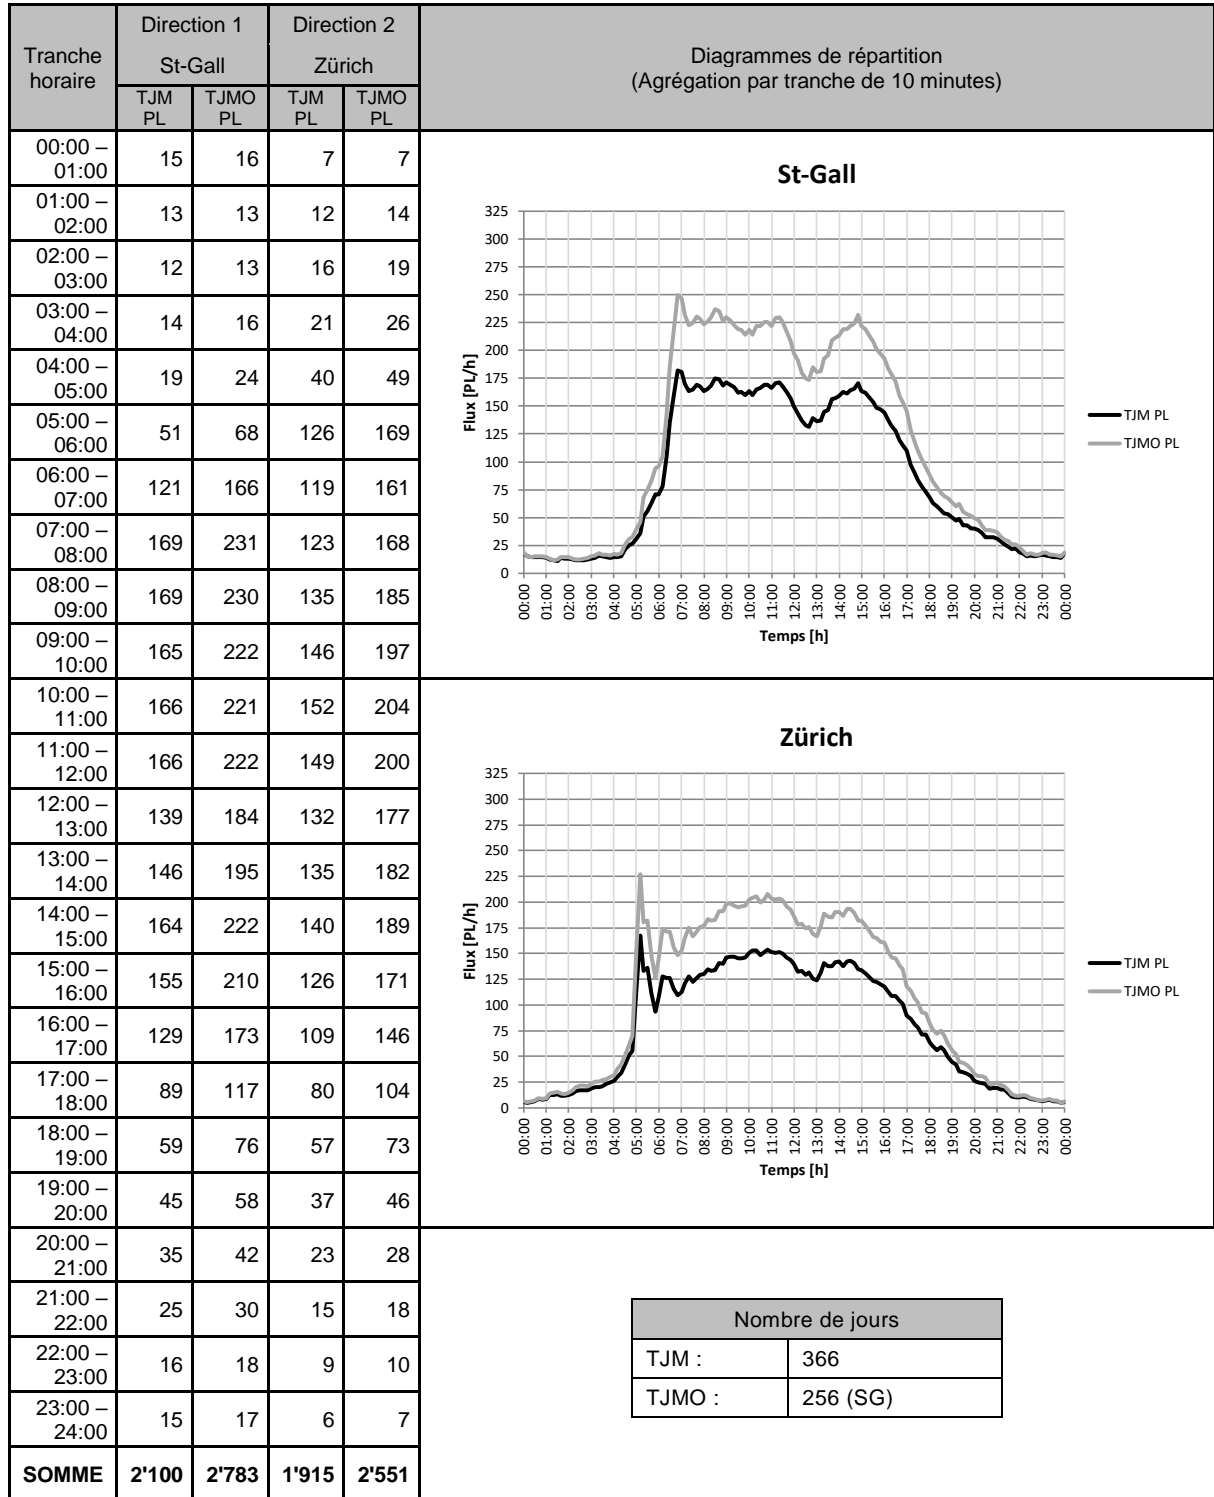 Tranche horaire
Direction 1
Direction 2
Diagrammes de répartition
(Agrégation par tranche de 10 minutes)
St-Gall
Zürich
TJM PL
TJMO PL
TJM PL
TJMO PL
00:00 – 01:00 15 16 7 7
01:00 – 02:00 13 13 12 14
02:00 – 03:00 12 13 16 19
03:00 – 04:00 14 16 21 26
04:00 – 05:00 19 24 40 49
05:00 – 06:00 51 68 126 169
06:00 – 07:00 121 166 119 161
07:00 – 08:00 169 231 123 168
08:00 – 09:00 169 230 135 185
09:00 – 10:00 165 222 146 197
10:00 – 11:00 166 221 152 204
11:00 – 12:00 166 222 149 200
12:00 – 13:00 139 184 132 177
13:00 – 14:00 146 195 135 182
14:00 – 15:00 164 222 140 189
15:00 – 16:00 155 210 126 171
16:00 – 17:00 129 173 109 146
17:00 – 18:00 89 117 80 104
18:00 – 19:00 59 76 57 73
19:00 – 20:00 45 58 37 46
20:00 – 21:00 35 42 23 28
21:00 – 22:00 25 30 15 18
22:00 – 23:00 16 18 9 10
23:00 – 24:00 15 17 6 7
SOMME 2'100 2'783 1'915 2'551
St-Gall
325
300
275
250
225
200
175
150
125
100
75
50
25
0
Flux [PL/h]
00:00 01:00 02:00 03:00 04:00 05:00 06:00 07:00 08:00 09:00 10:00 11:00 12:00 13:00 14:00 15:00 16:00 17:00 18:00 19:00 20:00 21:00 22:00 23:00 00:00
Temps [h]
TJM PL
TJMO PL
Zürich
325
300
275
250
225
200
175
150
125
100
75
50
25
0
Flux [PL/h]
00:00 01:00 02:00 03:00 04:00 05:00 06:00 07:00 08:00 09:00 10:00 11:00 12:00 13:00 14:00 15:00 16:00 17:00 18:00 19:00 20:00 21:00 22:00 23:00 00:00
Temps [h]
TJM PL
TJMO PL
Nombre de jours
TJM : 366
TJMO : 256 (SG)